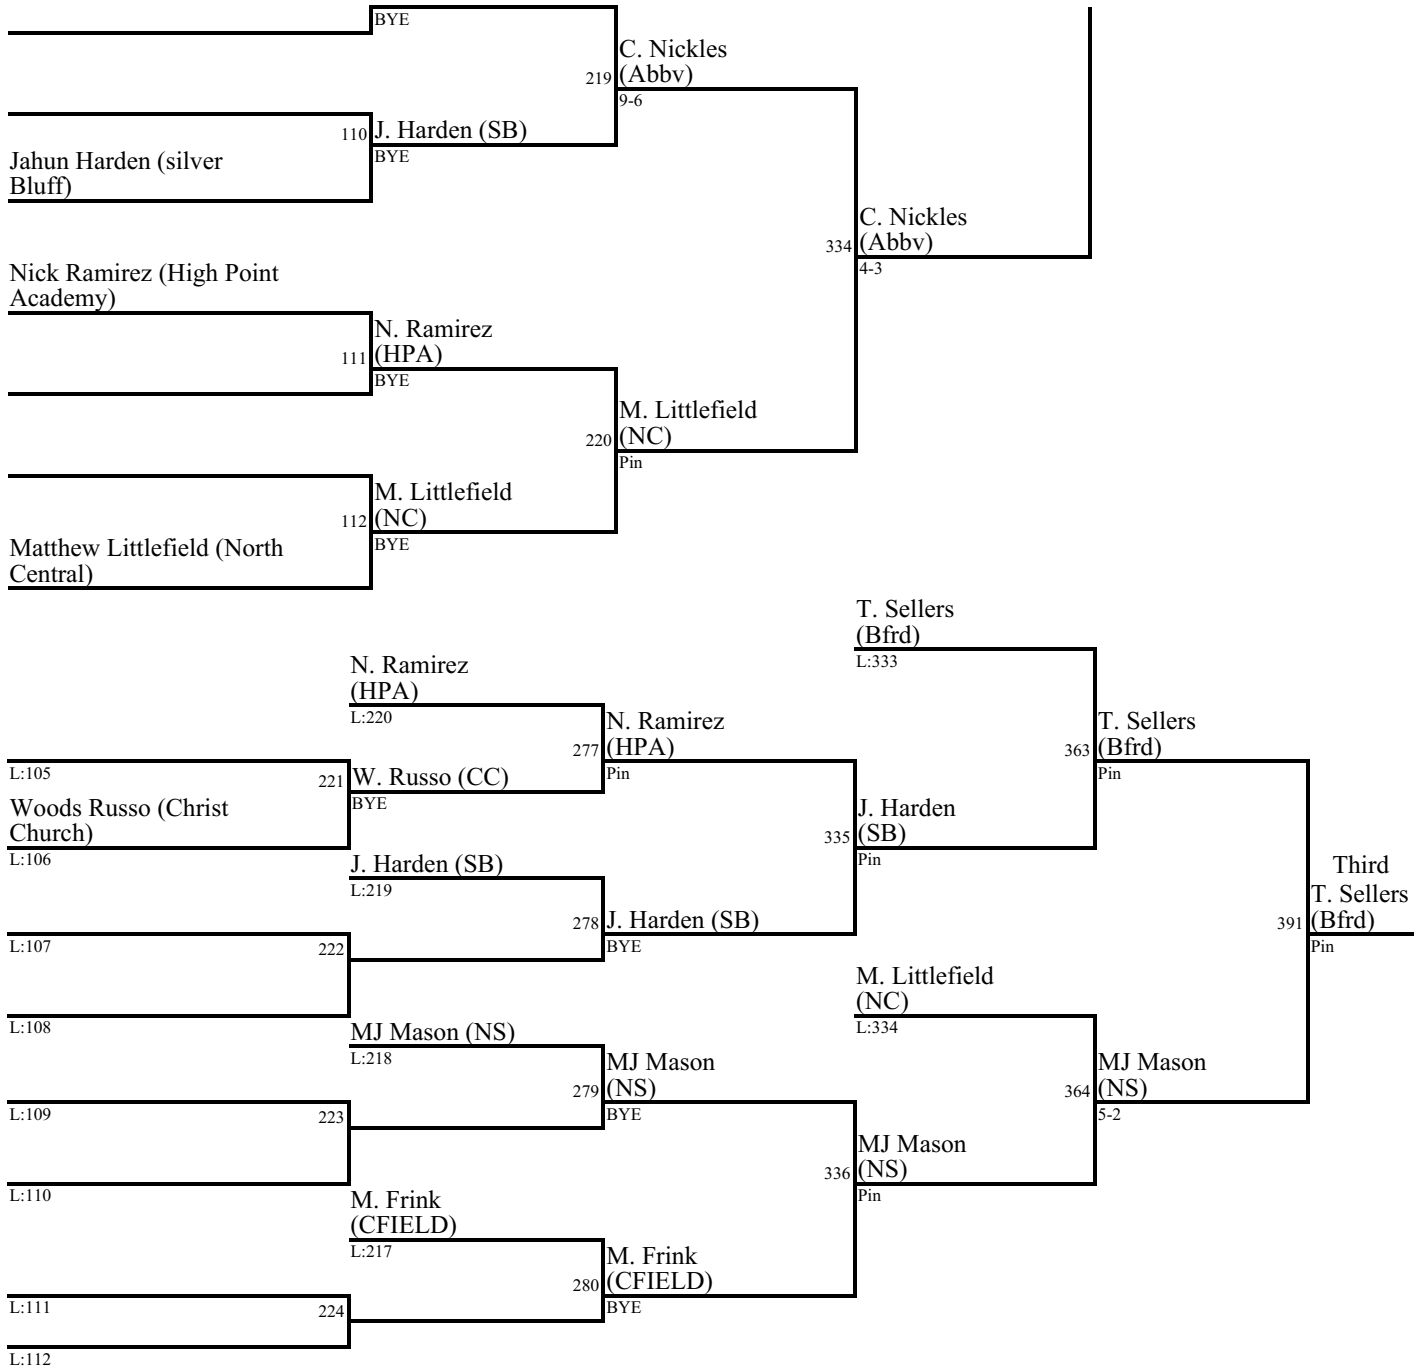 BYE
C. Nickles
(Abbv)
219
9-6
110
J. Harden (SB)
BYE
Jahun Harden (silver
Bluff)
C. Nickles
(Abbv)
334
4-3
Nick Ramirez (High Point
Academy)
N. Ramirez
(HPA)
111
BYE
M. Littlefield
(NC)
220
Pin
M. Littlefield
(NC)
112
BYE
Matthew Littlefield (North
Central)
T. Sellers
(Bfrd)
L:333
N. Ramirez
(HPA)
L:220
N. Ramirez
(HPA)
277
Pin
T. Sellers
(Bfrd)
363
Pin
L:105
221
W. Russo (CC)
BYE
Woods Russo (Christ
Church)
L:106
J. Harden
(SB)
335
Pin
J. Harden (SB)
L:219
278
J. Harden (SB)
BYE
Third
T. Sellers
(Bfrd)
391
Pin
L:107
222
L:108
M. Littlefield
(NC)
L:334
MJ Mason (NS)
L:218
MJ Mason
(NS)
279
BYE
MJ Mason
(NS)
364
5-2
L:109
223
L:110
MJ Mason
(NS)
336
Pin
M. Frink
(CFIELD)
L:217
M. Frink
(CFIELD)
280
BYE
L:111
224
L:112